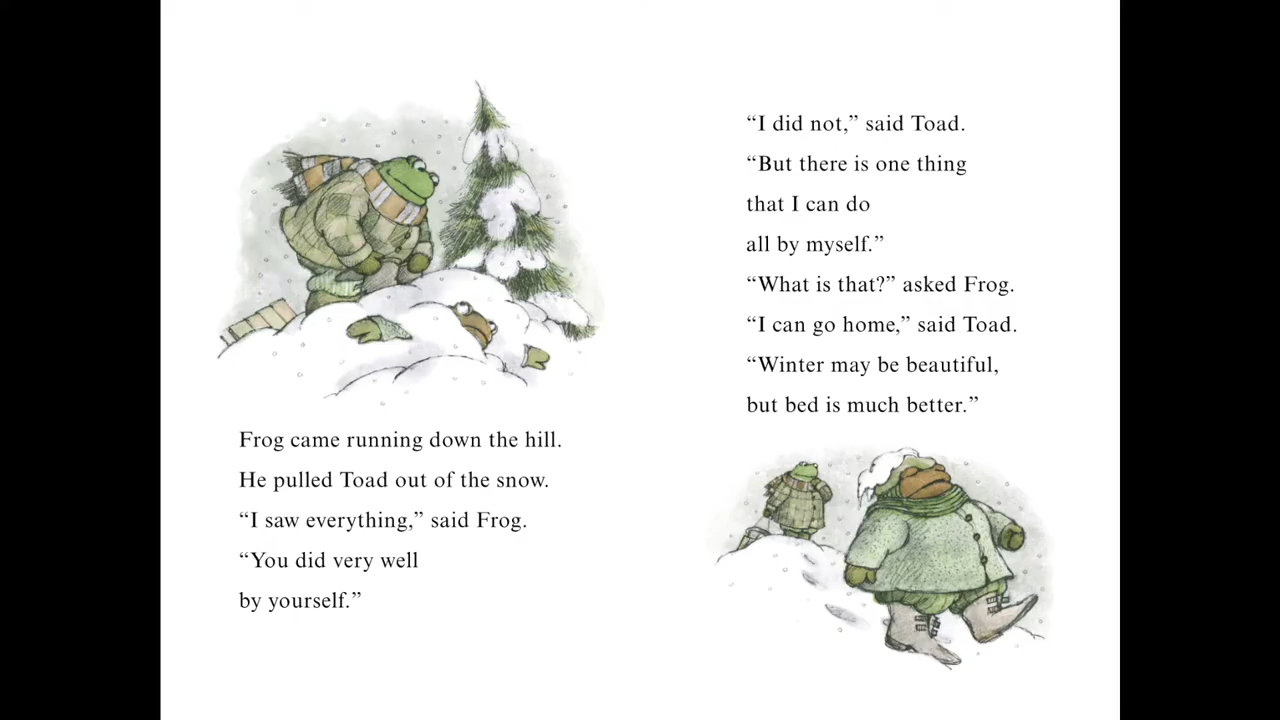 Frog came running down the hill.
He pulled Toad out of the snow.
“I saw everything,” said Frog.
“You did very well
by yourself.”
“I did not,” said Toad.
“But there is one thing
that I can do
all by myself.”
“What is that?” asked Frog.
“I can go home,” said Toad.
“Winter may be beautiful,
but bed is much better.”